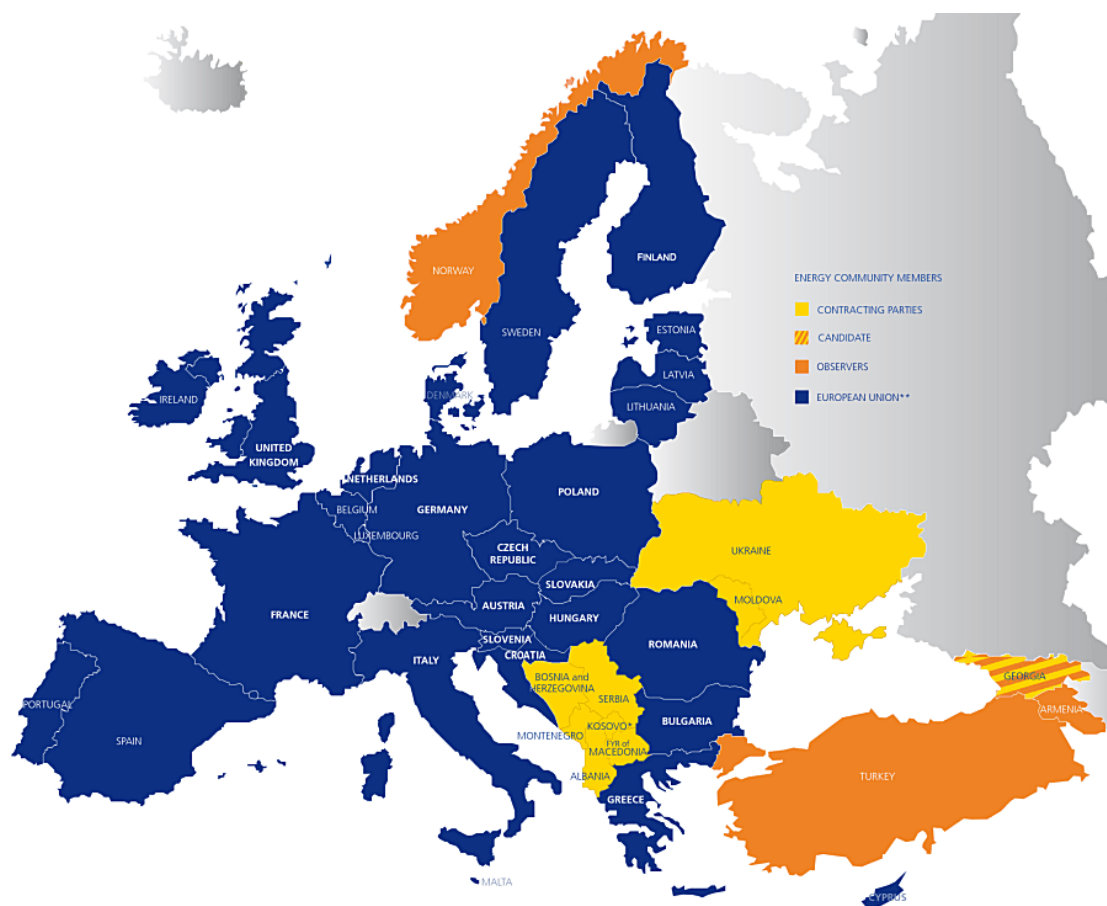 NORWAY
FINLAND
SWEDEN
ENERGY COMMUNITY MEMBERS
CONTRACTING PARTIES
CANDIDATE
OBSERVERS
EUROPEAN UNION**
ESTONIA
LATVIA
LITHUANIA
DENMARK
IRELAND
UNITED
KINGDOM
NETHERLANDS
BELGIUM
LUXEMBOURG
GERMANY
POLAND
CZECH
REPUBLIC
SLOVAKIA
UKRAINE
MOLDOVA
FRANCE
AUSTRIA
HUNGARY
SLOVENIA
CROATIA
ITALY
ROMANIA
BOSNIA and
HERZEGOVINA
SERBIA
PORTUGAL
SPAIN
MONTENEGRO
KOSOVO*
BULGARIA
FYR of
MACEDONIA
ALBANIA
GREECE
GEORGIA
ARMENIA
TURKEY
MALTA
CYPRUS